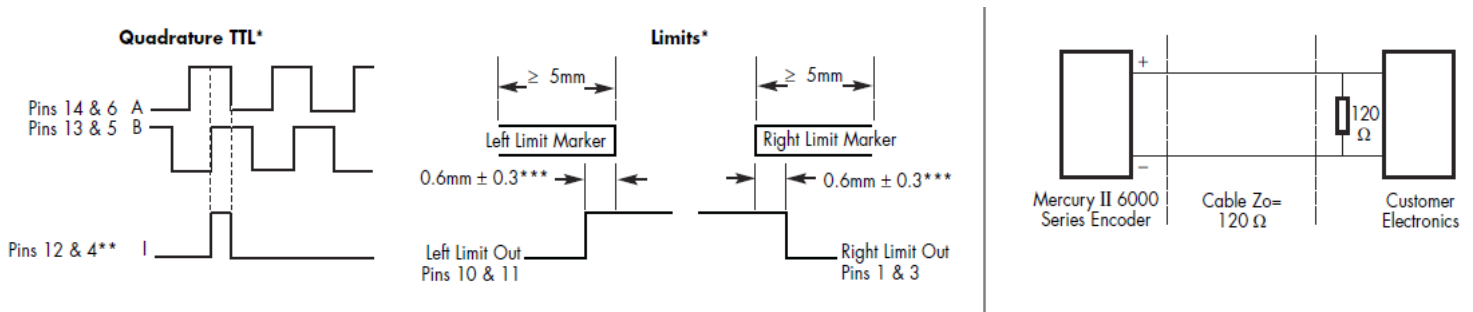 Quadrature TTL*
Pins 14 & 6 A
Pins 13 & 5 B
Pins 12 & 4** I
Limits*
≥ 5mm
≥ 5mm
Left Limit Marker
Right Limit Marker
0.6mm ± 0.3***
0.6mm ± 0.3***
Left Limit Out
Pins 10 & 11
Right Limit Out
Pins 1 & 3
+
120
Ω
−
Mercury II 6000
Series Encoder
Cable Zo=
120 Ω
Customer
Electronics